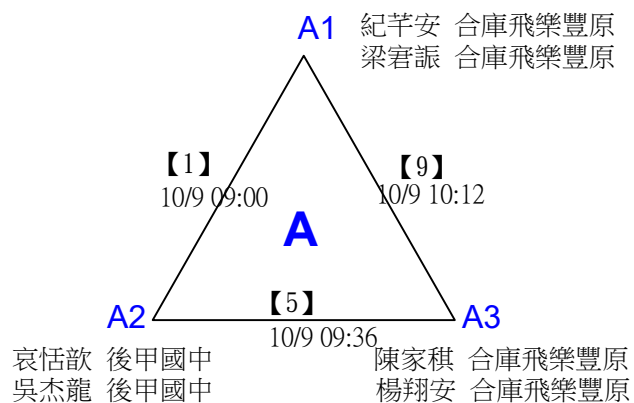 A1
紀芊安 合庫飛樂豐原
梁宭誫 合庫飛樂豐原
【1】
10/9 09:00
【9】
10/9 10:12
A
【5】
10/9 09:36
A2
哀恬歆 後甲國中
吳杰龍 後甲國中
A3
陳家稘 合庫飛樂豐原
楊翔安 合庫飛樂豐原